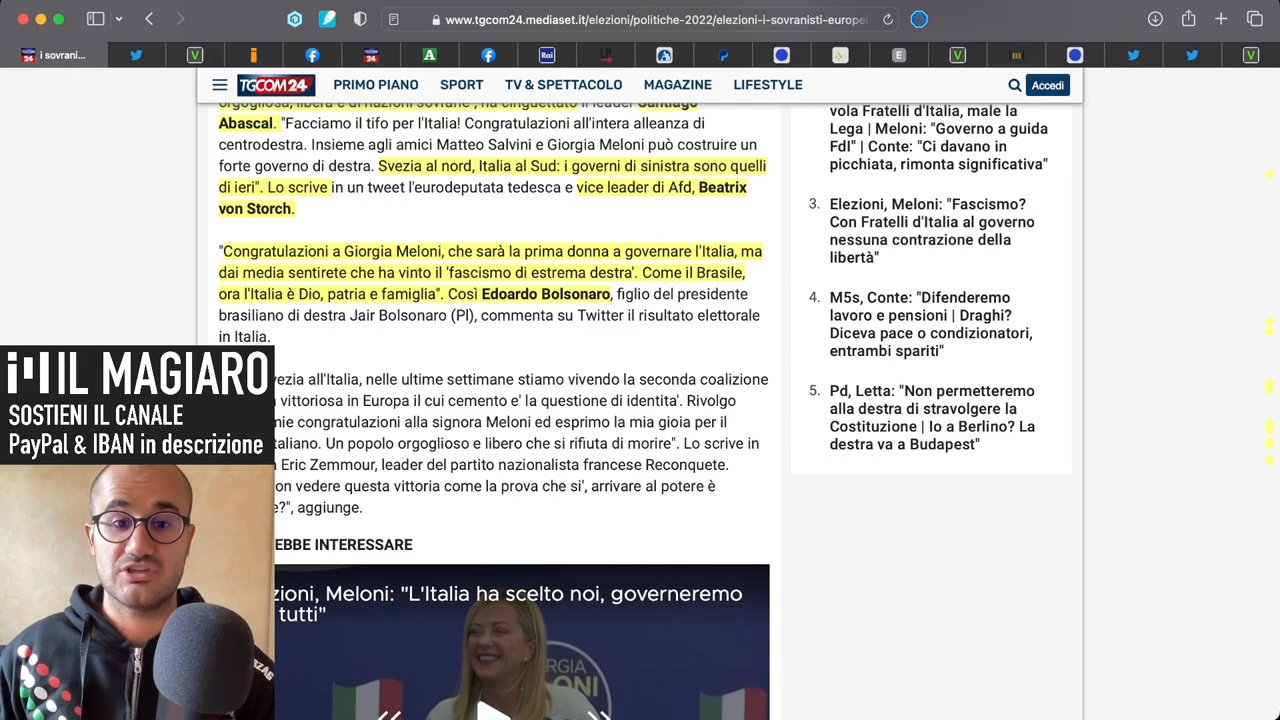 www.tgcom24.mediaset.it/elezioni/politiche-2022/elezioni-i-sovranisti-europei-
i sovrani...
TGCOM24
PRIMO PIANO
SPORT
TV & SPETTACOLO
MAGAZINE
LIFESTYLE
Accedi
orgogliosa, libera e di nazioni sovrane", ha cinguettato il leader Santiago
Abascal. "Facciamo il tifo per l'Italia! Congratulazioni all'intera alleanza di
centrodestra. Insieme agli amici Matteo Salvini e Giorgia Meloni può costruire un
forte governo di destra. Svezia al nord, Italia al Sud: i governi di sinistra sono quelli
di ieri". Lo scrive in un tweet l'eurodeputata tedesca e vice leader di Afd, Beatrix
von Storch.
"Congratulazioni a Giorgia Meloni, che sarà la prima donna a governare l'Italia, ma
dai media sentirete che ha vinto il 'fascismo di estrema destra'. Come il Brasile,
ora l'Italia è Dio, patria e famiglia". Così Edoardo Bolsonaro, figlio del presidente
brasiliano di destra Jair Bolsonaro (Pl), commenta su Twitter il risultato elettorale
in Italia.
vezia all'Italia, nelle ultime settimane stiamo vivendo la seconda coalizione
vittoriosa in Europa il cui cemento e' la questione di identita'. Rivolgo
nie congratulazioni alla signora Meloni ed esprimo la mia gioia per il
taliano. Un popolo orgoglioso e libero che si rifiuta di morire". Lo scrive in
Eric Zemmour, leader del partito nazionalista francese Reconquete.
on vedere questa vittoria come la prova che si', arrivare al potere è
e?", aggiunge.
EBBE INTERESSARE
zioni, Meloni: "L'Italia ha scelto noi, governeremo
tutti"
vola Fratelli d'Italia, male la
Lega | Meloni: "Governo a guida
FdI" | Conte: "Ci davano in
picchiata, rimonta significativa"
3. Elezioni, Meloni: "Fascismo?
Con Fratelli d'Italia al governo
nessuna contrazione della
libertà"
4. M5s, Conte: "Difenderemo
lavoro e pensioni | Draghi?
Diceva pace o condizionatori,
entrambi spariti"
5. Pd, Letta: "Non permetteremo
alla destra di stravolgere la
Costituzione | Io a Berlino? La
destra va a Budapest"
IL MAGIARO
SOSTIENI IL CANALE
PayPal & IBAN in descrizione